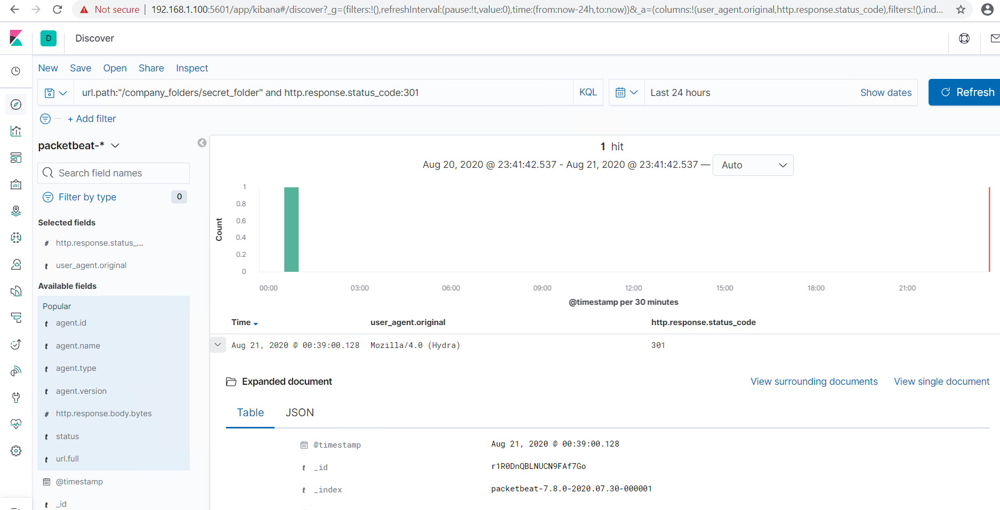 Not secure | 192.168.1.100:5601/app/kibana#/discover?_g=(filters:!(),refreshInterval:(pause:!t,value:0),time:(from:now-24h,to:now))&_a=(columns:!(user_agent.original,http.response.status_code),filters:!(),ind...
D Discover
New Save Open Share Inspect
url.path:"/company_folders/secret_folder" and http.response.status_code:301 KQL Last 24 hours Show dates Refresh
+ Add filter
packetbeat-*
Search field names
Filter by type 0
Selected fields
# http.response.status_...
t user_agent.original
Available fields
Popular
t agent.id
t agent.name
t agent.type
t agent.version
# http.response.body.bytes
t status
t url.full
@timestamp
t _id
1 hit
Aug 20, 2020 @ 23:41:42.537 - Aug 21, 2020 @ 23:41:42.537 — Auto
Count
1
0.8
0.6
0.4
0.2
0
00:00 03:00 06:00 09:00 12:00 15:00 18:00 21:00
@timestamp per 30 minutes
Time user_agent.original http.response.status_code
Aug 21, 2020 @ 00:39:00.128 Mozilla/4.0 (Hydra) 301
Expanded document View surrounding documents View single document
Table JSON
@timestamp Aug 21, 2020 @ 00:39:00.128
t _id r1R0DnQBLNUCN9FAf7Go
t _index packetbeat-7.8.0-2020.07.30-000001